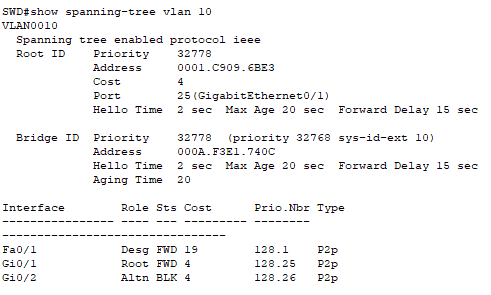 SWD#show spanning-tree vlan 10
VLAN0010
  Spanning tree enabled protocol ieee
  Root ID    Priority    32778
             Address     0001.C909.6BE3
             Cost        4
             Port        25(GigabitEthernet0/1)
             Hello Time  2 sec  Max Age 20 sec  Forward Delay 15 sec

  Bridge ID  Priority    32778  (priority 32768 sys-id-ext 10)
             Address     000A.F3E1.740C
             Hello Time  2 sec  Max Age 20 sec  Forward Delay 15 sec
             Aging Time  20

Interface        Role Sts Cost      Prio.Nbr Type
---------------- ---- --- --------- --------
--------------------------------
Fa0/1            Desg FWD 19        128.1    P2p
Gi0/1            Root FWD 4         128.25   P2p
Gi0/2            Altn BLK 4         128.26   P2p